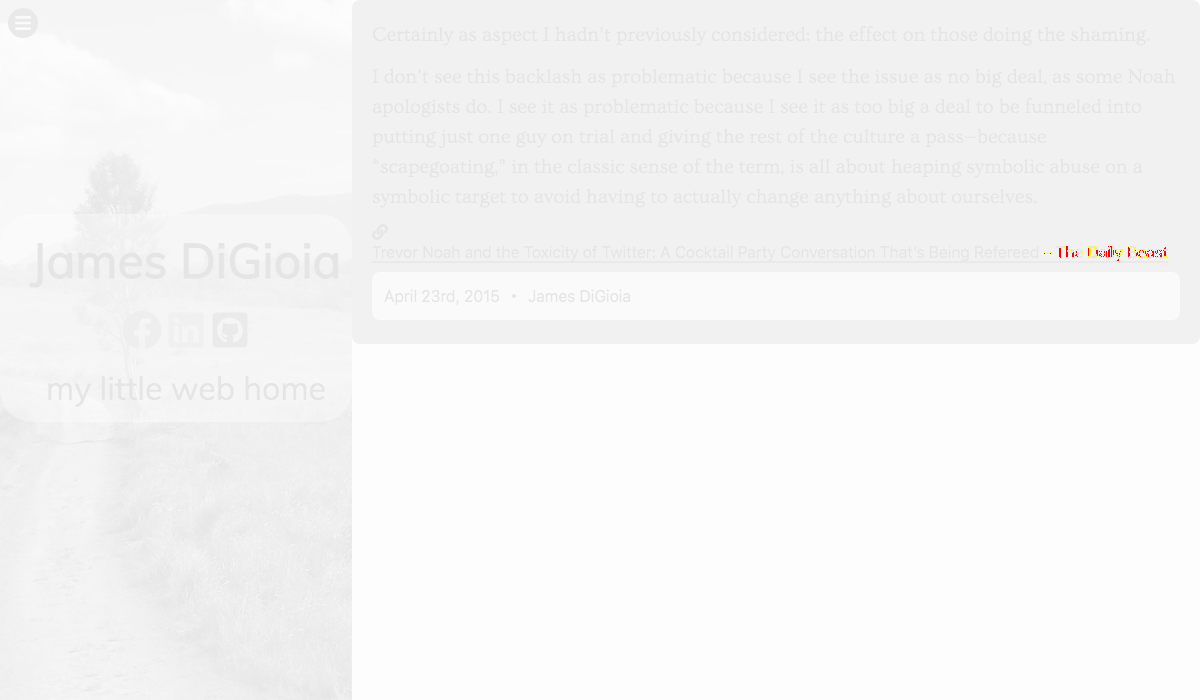 James DiGioia
my little web home
Certainly as aspect I hadn't previously considered: the effect on those doing the shaming.
I don't see this backlash as problematic because I see the issue as no big deal, as some Noah
apologists do. I see it as problematic because I see it as too big a deal to be funneled into
putting just one guy on trial and giving the rest of the culture a pass—because
“scapegoating,” in the classic sense of the term, is all about heaping symbolic abuse on a
symbolic target to avoid having to actually change anything about ourselves.
Trevor Noah and the Toxicity of Twitter: A Cocktail Party Conversation That's Being Refereed -- The Daily Beast
April 23rd, 2015 • James DiGioia